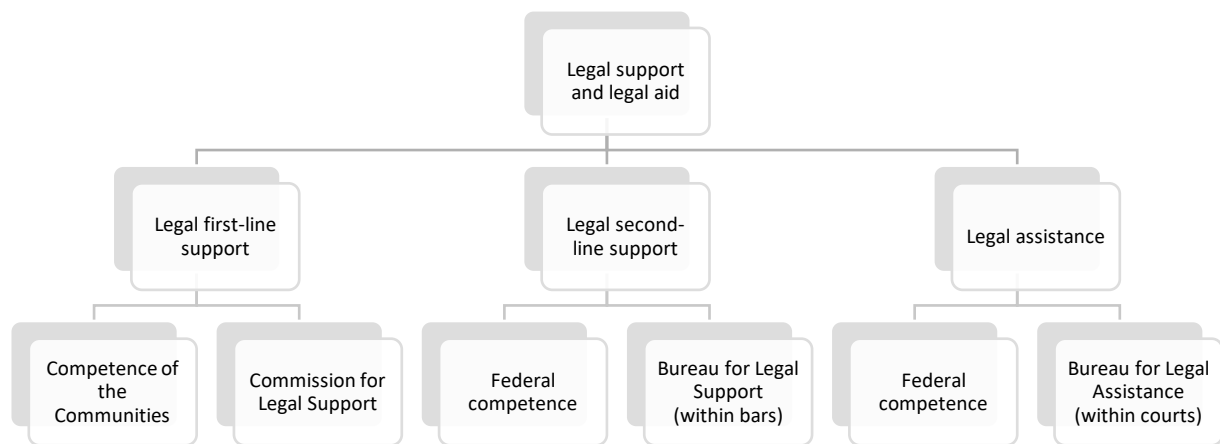 Legal support
and legal aid
Legal first-line
support
Legal second-
line support
Legal assistance
Competence of
the
Communities
Commission for
Legal Support
Federal
competence
Bureau for Legal
Support
(within bars)
Federal
competence
Bureau for Legal
Assistance
(within courts)